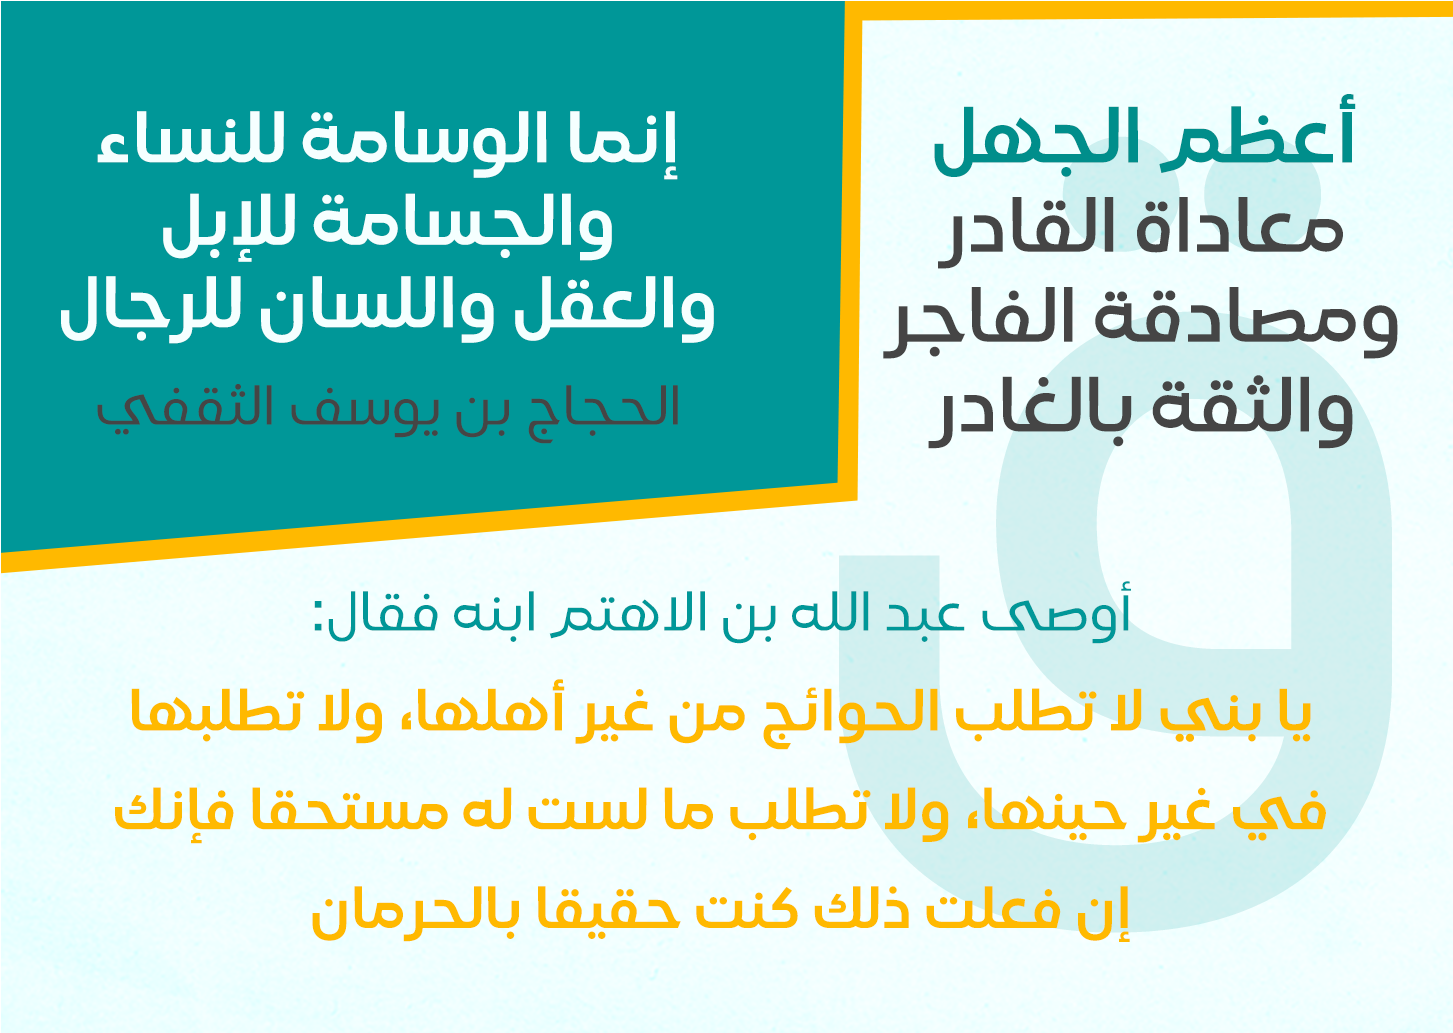 أعظم الجهل
معاداة القادر
ومصادقة الفاجر
والثقة بالغادر
إنما الوسامة للنساء
والجسامة للإبل
والعقل واللسان للرجال
الحجاج بن يوسف الثقفي
أوصى عبد الله بن الاهتم ابنه فقال:
يا بني لا تطلب الحوائج من غير أهلها، ولا تطلبها
في غير حينها، ولا تطلب ما لست له مستحقا فإنك
إن فعلت ذلك كنت حقيقا بالحرمان